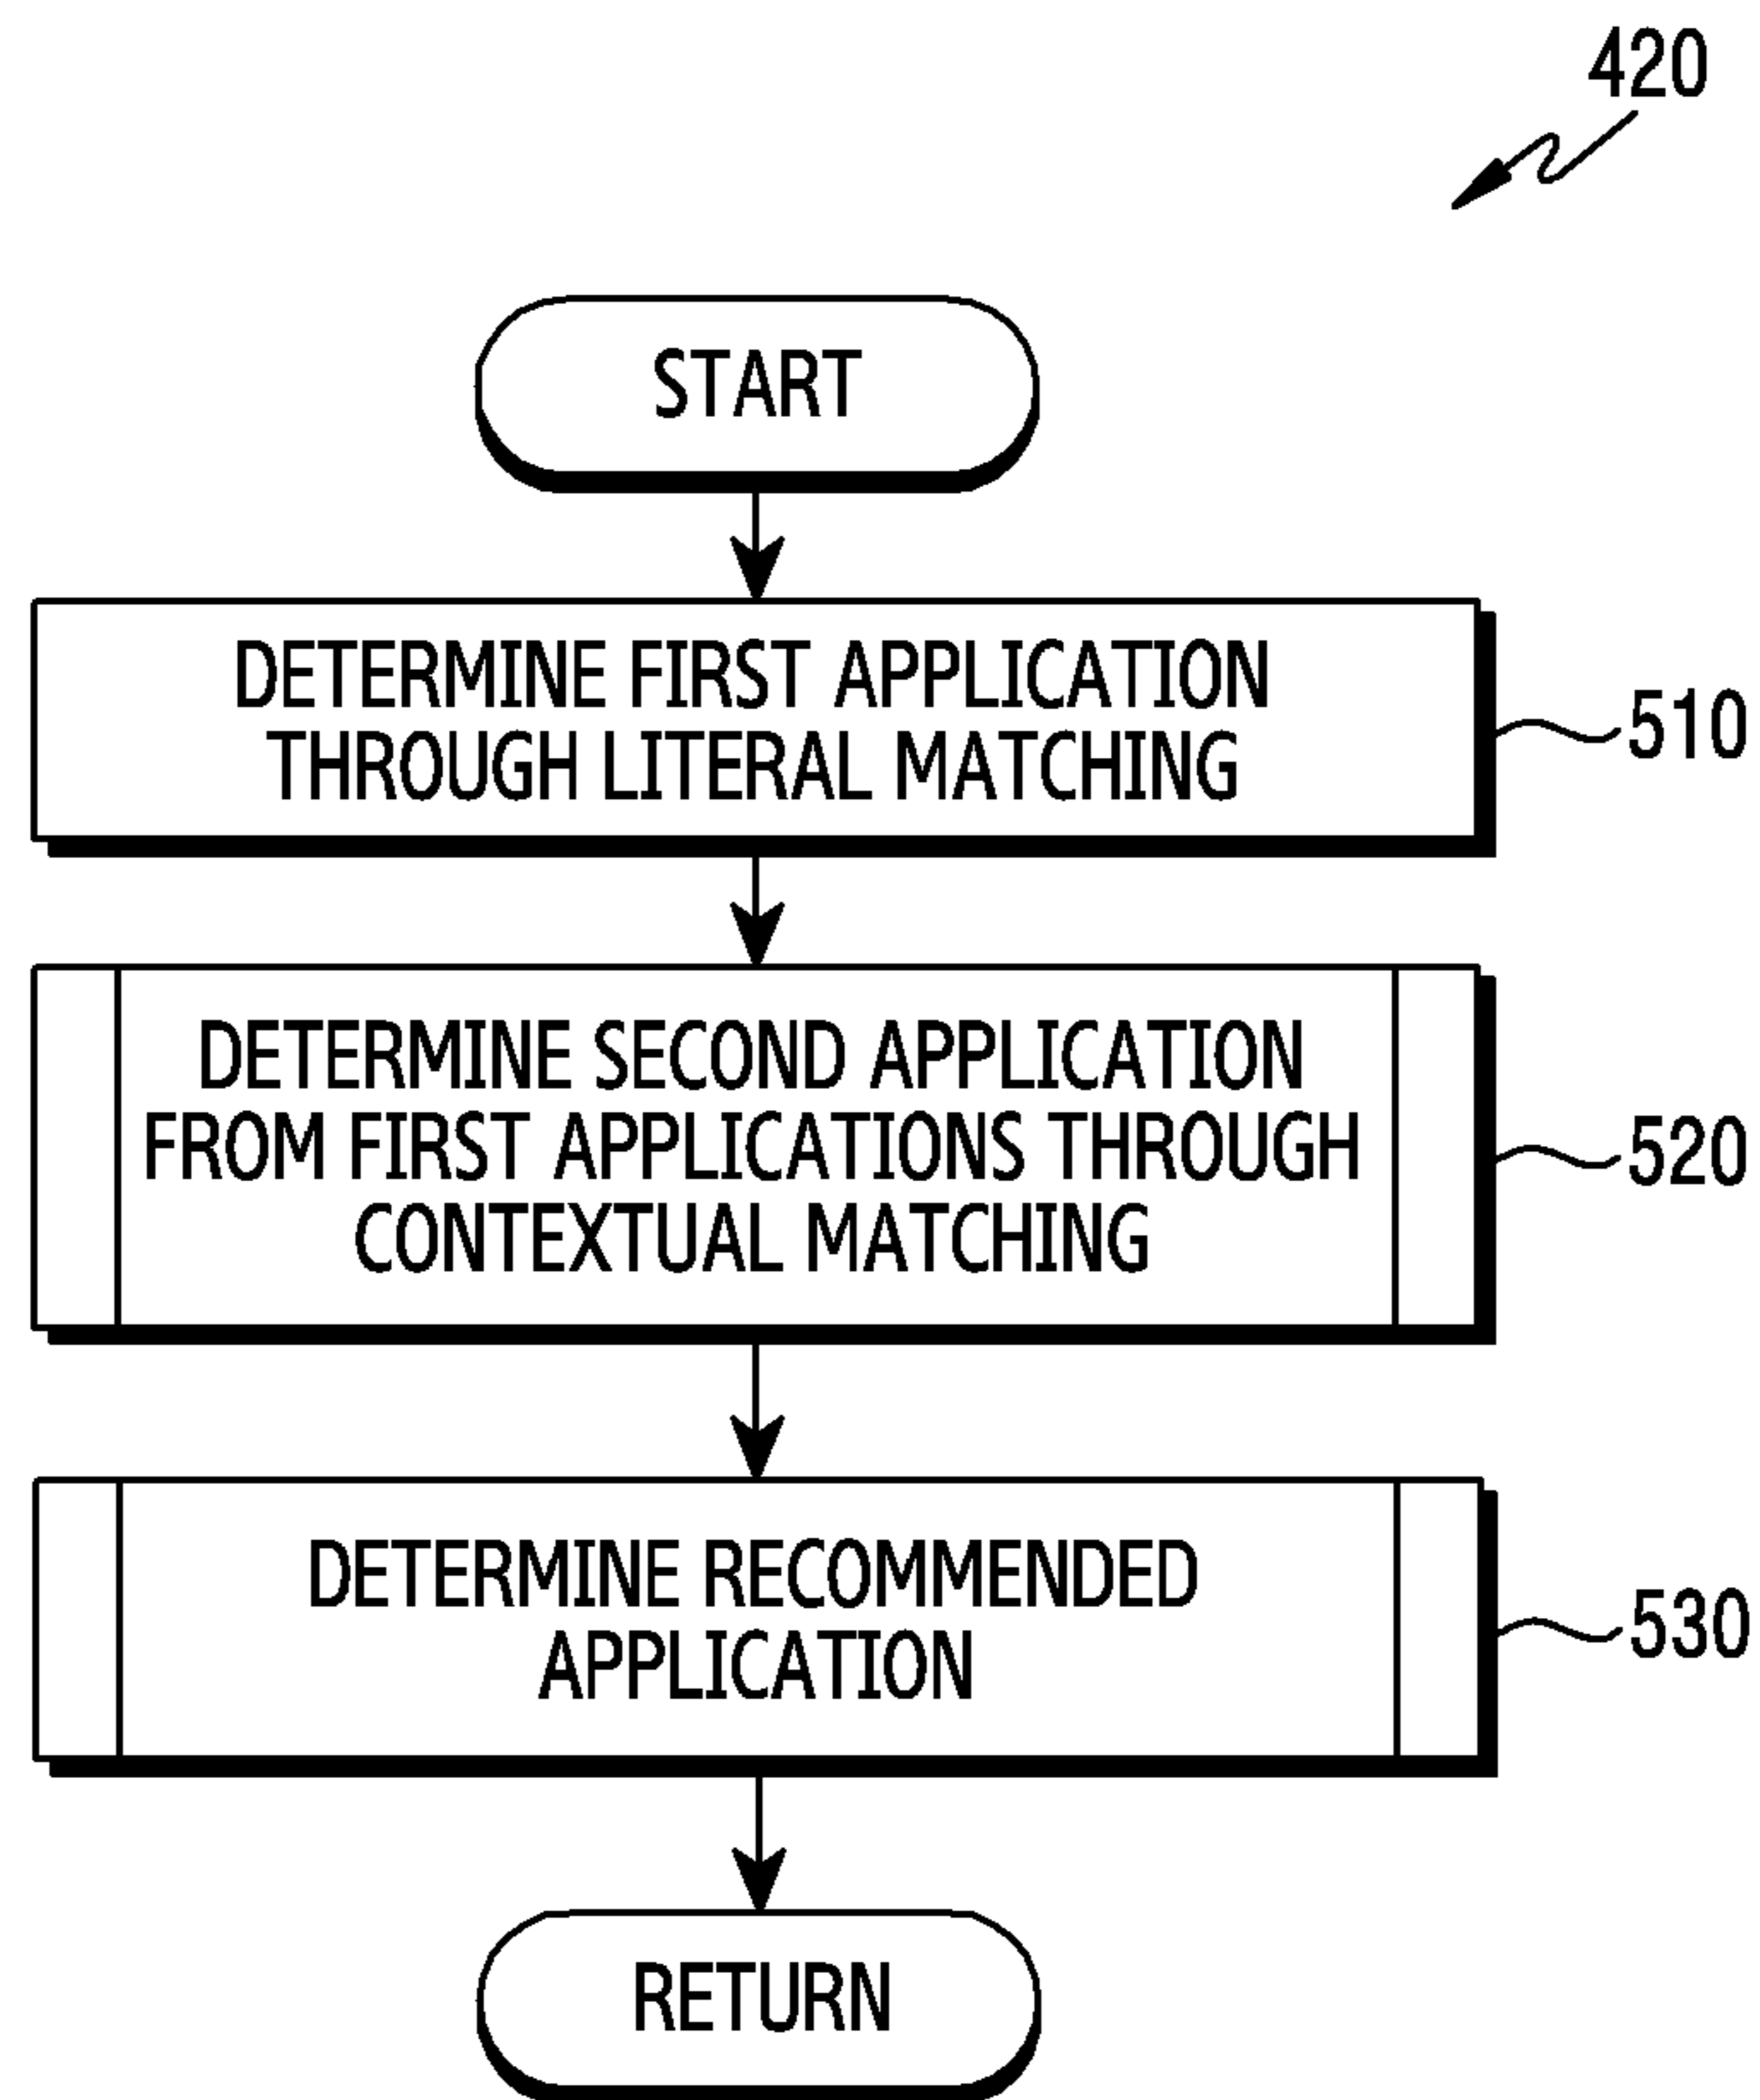 420
START
DETERMINE FIRST APPLICATION
THROUGH LITERAL MATCHING
510
DETERMINE SECOND APPLICATION
FROM FIRST APPLICATIONS THROUGH
CONTEXTUAL MATCHING
520
DETERMINE RECOMMENDED
APPLICATION
530
RETURN